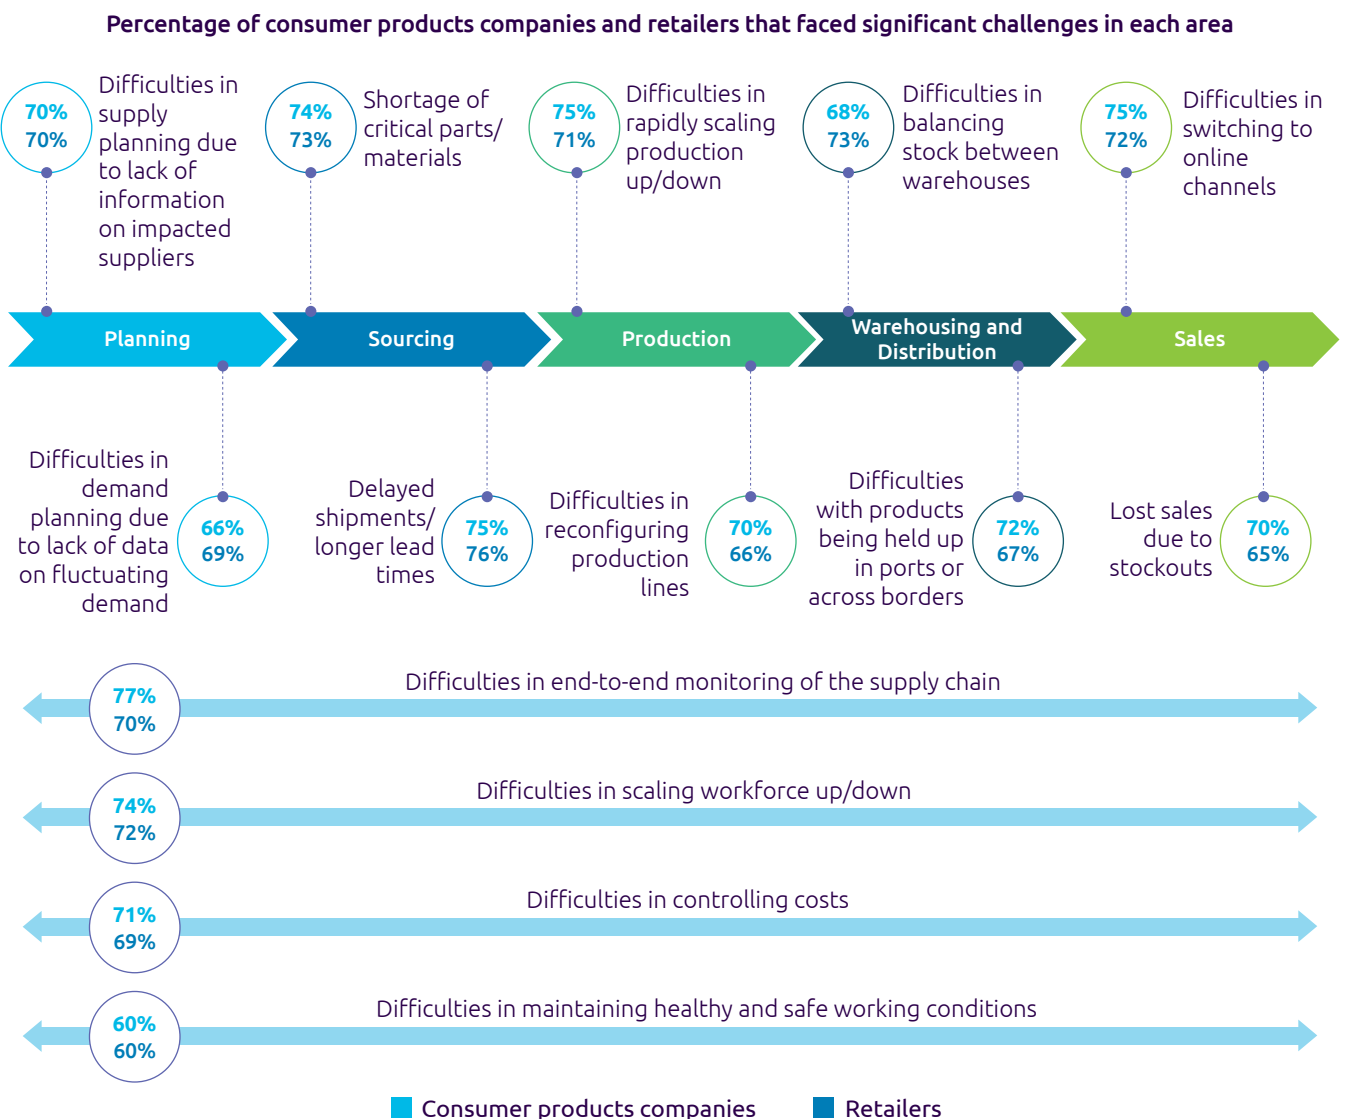 Percentage of consumer products companies and retailers that faced significant challenges in each area
70%
70%
Difficulties in
supply
planning due
to lack of
information
on impacted
suppliers
74%
73%
Shortage of
critical parts/
materials
75%
71%
Difficulties in
rapidly scaling
production
up/down
68%
73%
Difficulties in
balancing
stock between
warehouses
75%
72%
Difficulties in
switching to
online
channels
Planning
Sourcing
Production
Warehousing and
Distribution
Sales
Difficulties in
demand
planning due
to lack of data
on fluctuating
demand
66%
69%
Delayed
shipments/
longer lead
times
75%
76%
Difficulties in
reconfiguring
production
lines
70%
66%
Difficulties
with products
being held up
in ports or
across borders
72%
67%
Lost sales
due to
stockouts
70%
65%
77%
70%
Difficulties in end-to-end monitoring of the supply chain
74%
72%
Difficulties in scaling workforce up/down
71%
69%
Difficulties in controlling costs
60%
60%
Difficulties in maintaining healthy and safe working conditions
Consumer products companies
Retailers